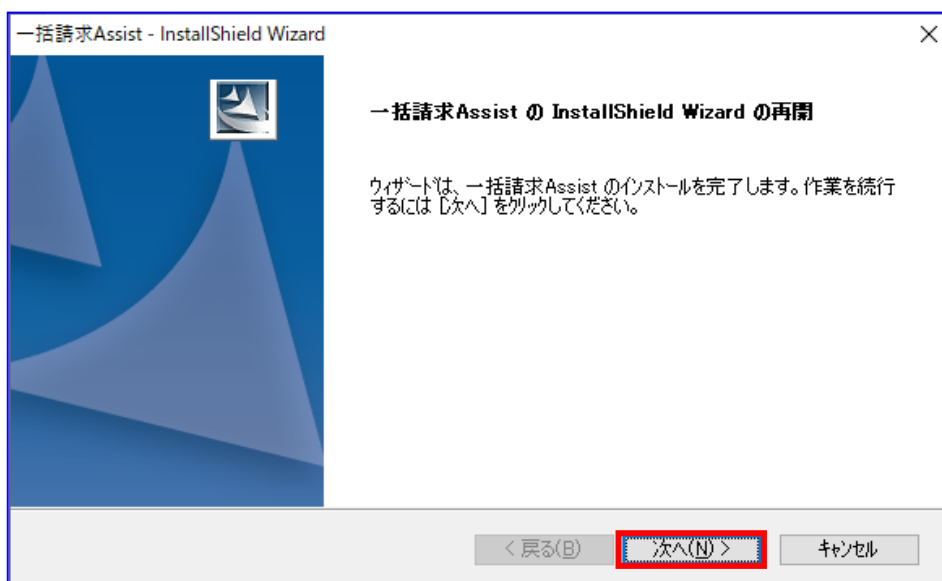 一括請求Assist - InstallShield Wizard
一括請求Assist の InstallShield Wizard の再開
ウィザードは、一括請求Assist のインストールを完了します。作業を続行
するには [次へ] をクリックしてください。
< 戻る(B)
次へ(N) >
キャンセル